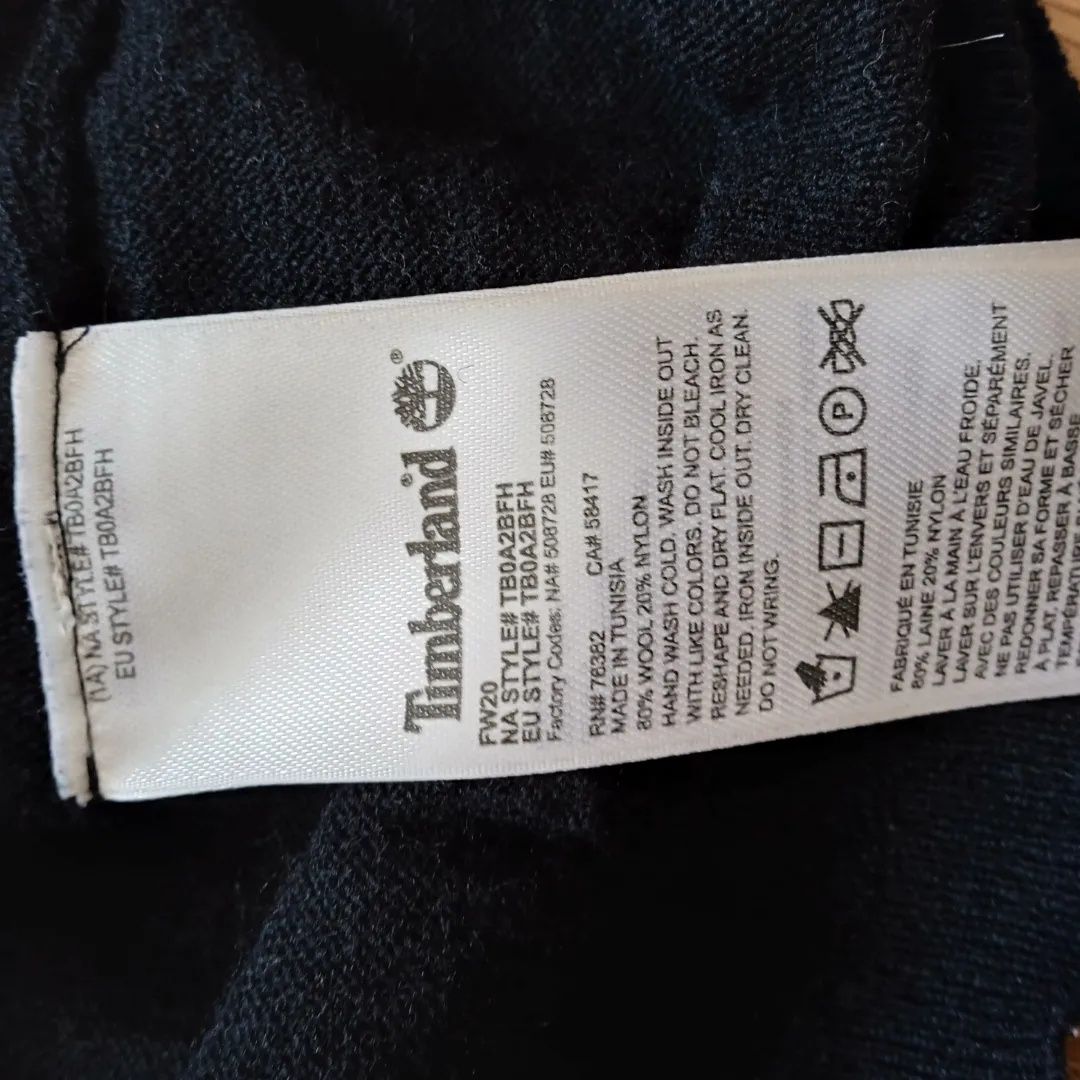 (1A) NA STYLE# TB0A2BFH
EU STYLE# TB0A2BFH
Timberland ®
FW20
NA STYLE# TB0A2BFH
EU STYLE# TB0A2BFH
Factory Codes; NA# 508728 EU# 508728
RN# 76382 CA# 58417
MADE IN TUNISIA
80% WOOL 20% NYLON
HAND WASH COLD. WASH INSIDE OUT
WITH LIKE COLORS. DO NOT BLEACH.
RESHAPE AND DRY FLAT. COOL IRON AS
NEEDED. IRON INSIDE OUT. DRY CLEAN.
DO NOT WRING.
P
FABRIQUÉ EN TUNISIE
80% LAINE 20% NYLON
LAVER À LA MAIN À L'EAU FROIDE.
LAVER SUR L'ENVERS ET SÉPARÉMENT
AVEC DES COULEURS SIMILAIRES.
NE PAS UTILISER D'EAU DE JAVEL.
REDONNER SA FORME ET SÉCHER
À PLAT. REPASSER À BASSE
TEMPÉRATURE